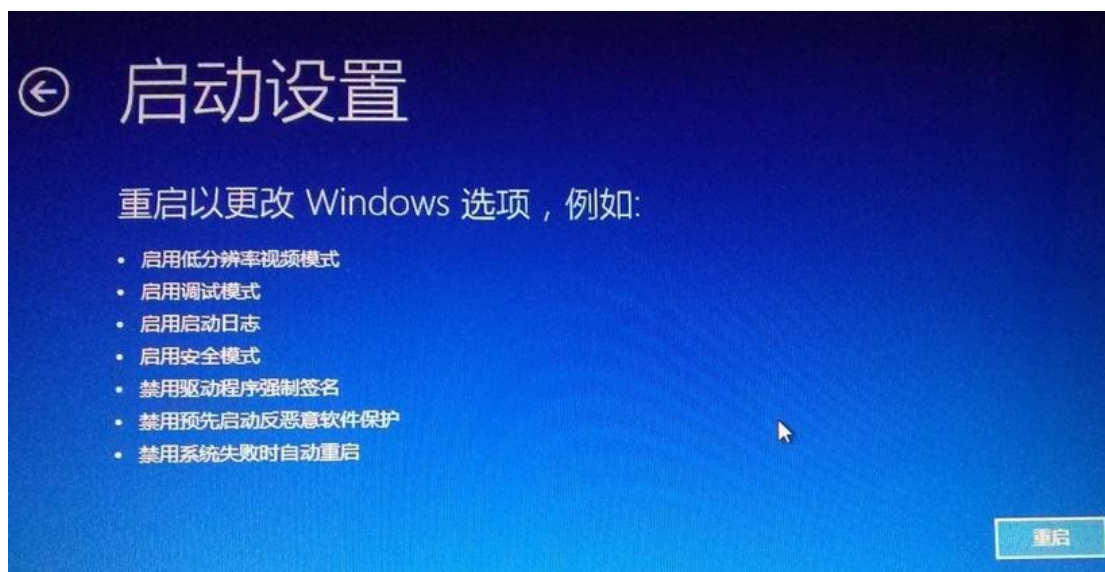 启动设置
重启以更改 Windows 选项，例如:
• 启用低分辨率视频模式
• 启用调试模式
• 启用启动日志
• 启用安全模式
• 禁用驱动程序强制签名
• 禁用预先启动反恶意软件保护
• 禁用系统失败时自动重启
重启